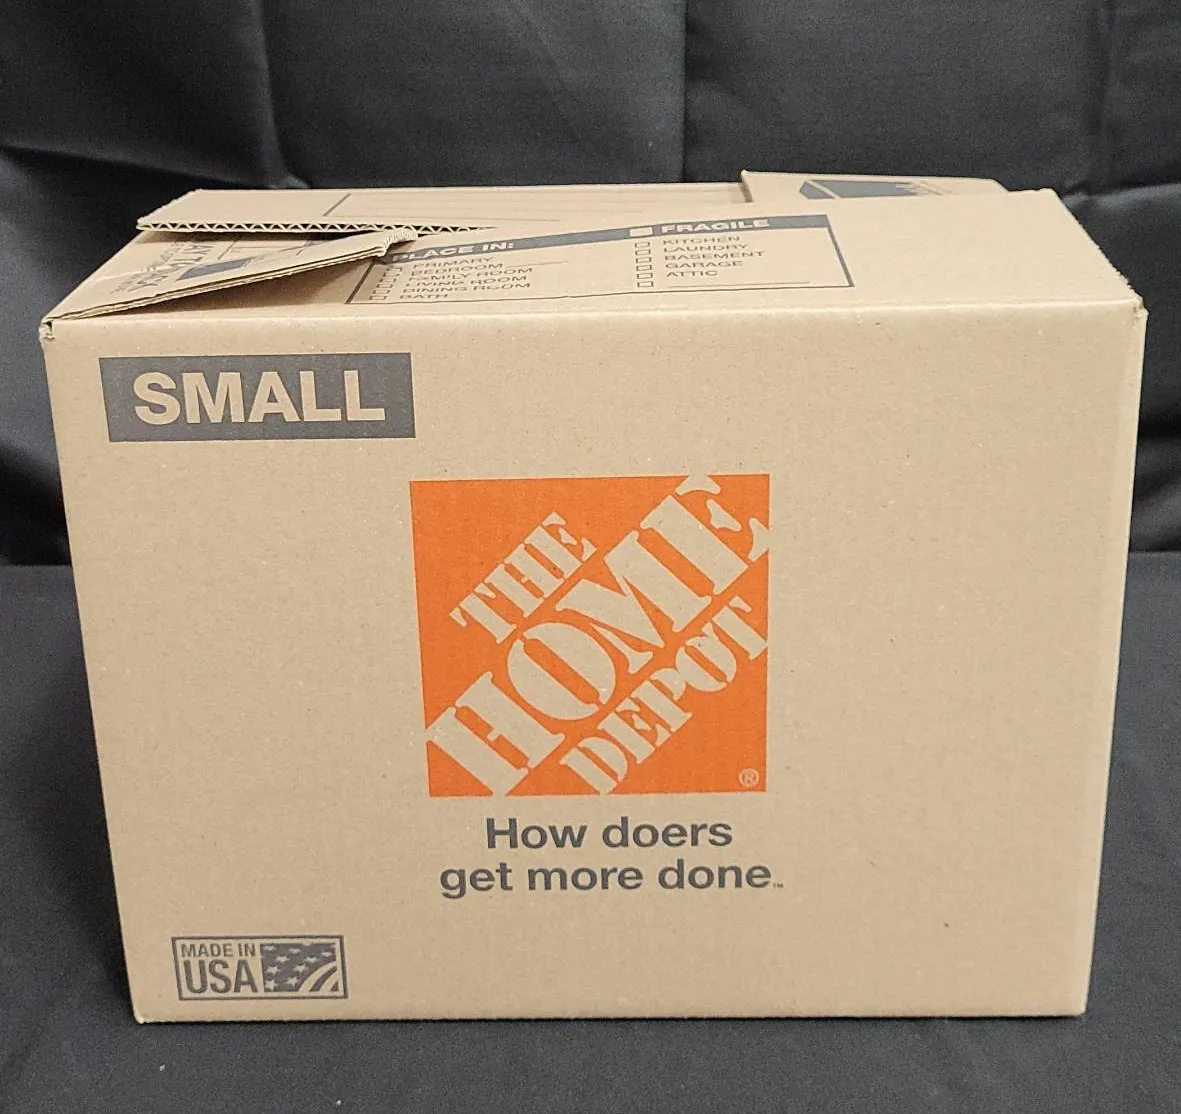 PLACE IN:
FRAGILE
PRIMARY
BEDROOM
FAMILY ROOM
LIVING ROOM
DINING ROOM
BATH
KITCHEN
LAUNDRY
BASEMENT
GARAGE
ATTIC
SMALL
THE
HOME
DEPOT
®
How doers
get more done.™
MADE IN
USA